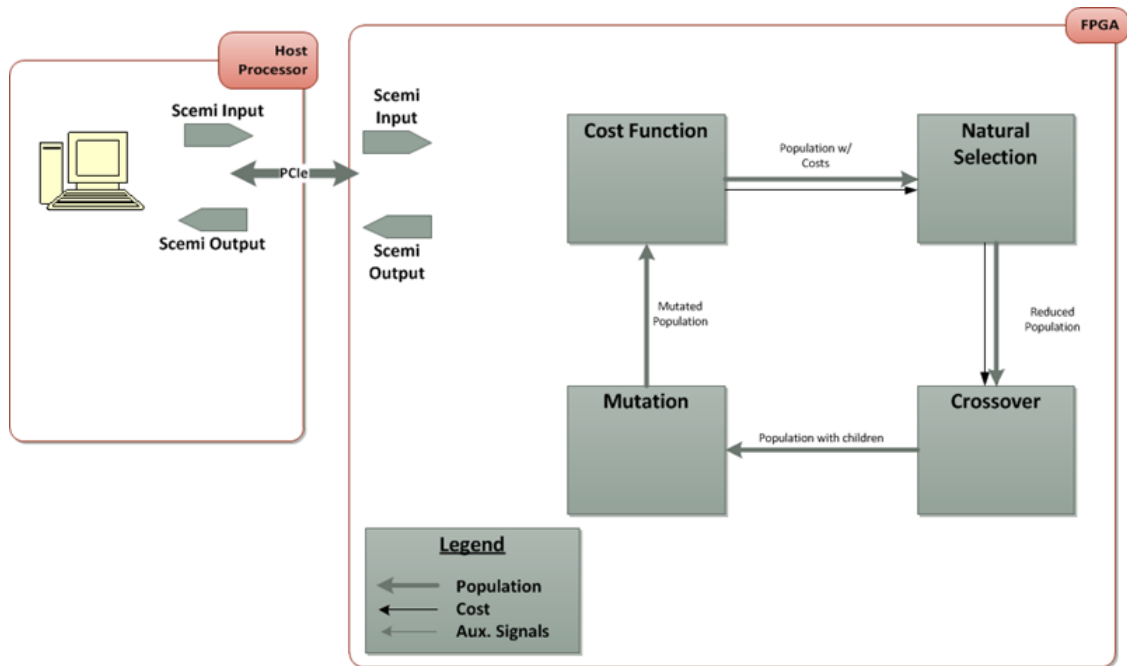 Host
Processor
Scemi Input
PCIe
Scemi Output
FPGA
Scemi
Input
Scemi
Output
Cost Function
Population w/
Costs
Natural
Selection
Mutated
Population
Reduced
Population
Mutation
Population with children
Crossover
Legend
Population
Cost
Aux. Signals